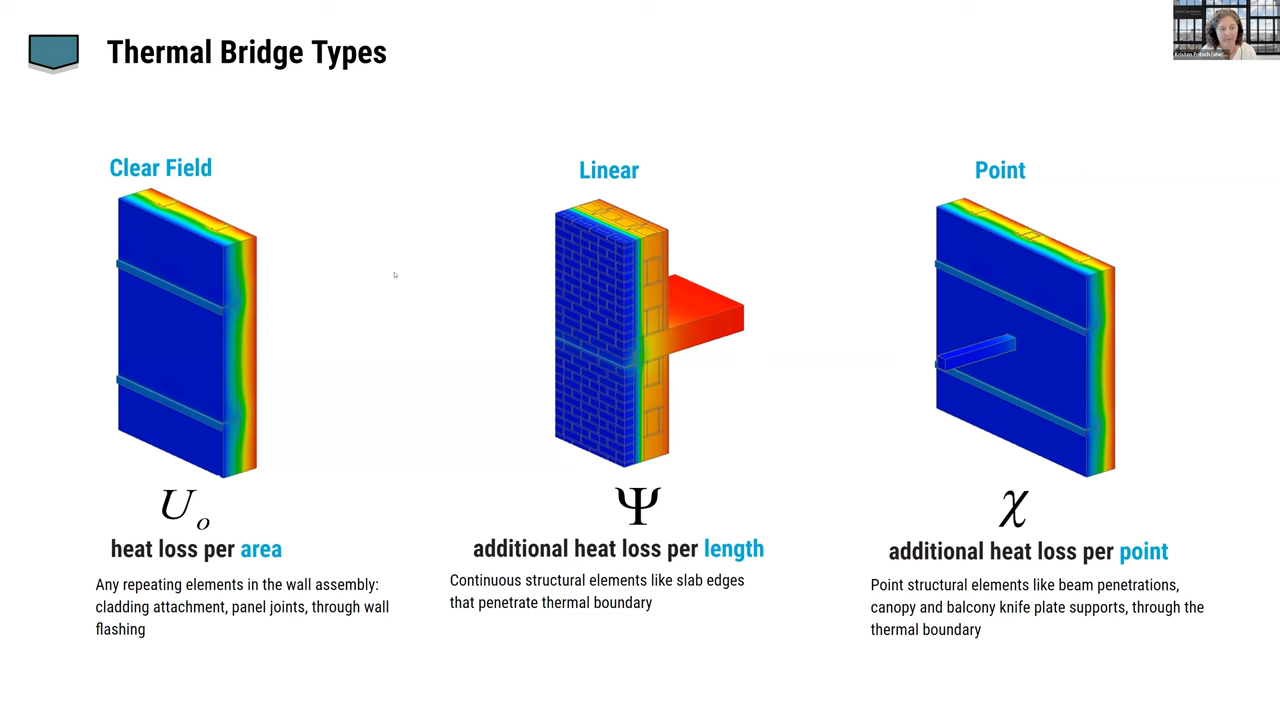 Thermal Bridge Types
Kristen Fritsch (she/...
Clear Field
Linear
Point
U o
Ψ
χ
heat loss per area
additional heat loss per length
additional heat loss per point
Any repeating elements in the wall assembly:
cladding attachment, panel joints, through wall
flashing
Continuous structural elements like slab edges
that penetrate thermal boundary
Point structural elements like beam penetrations,
canopy and balcony knife plate supports, through the
thermal boundary